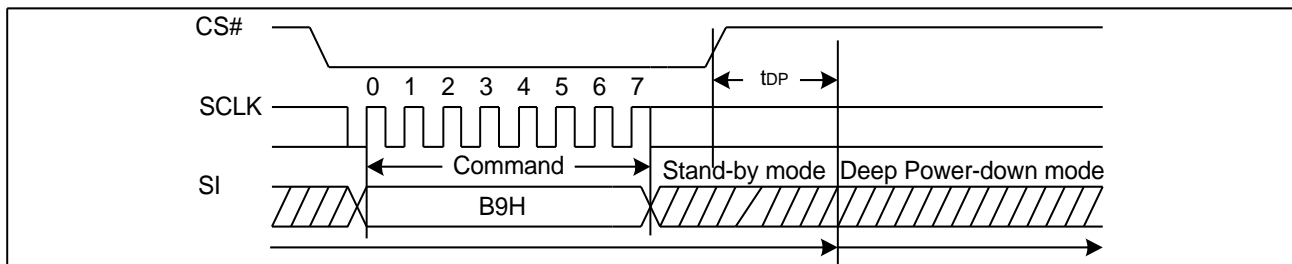 CS#
tDP
0 1 2 3 4 5 6 7
SCLK
Command
Stand-by mode Deep Power-down mode
SI
B9H